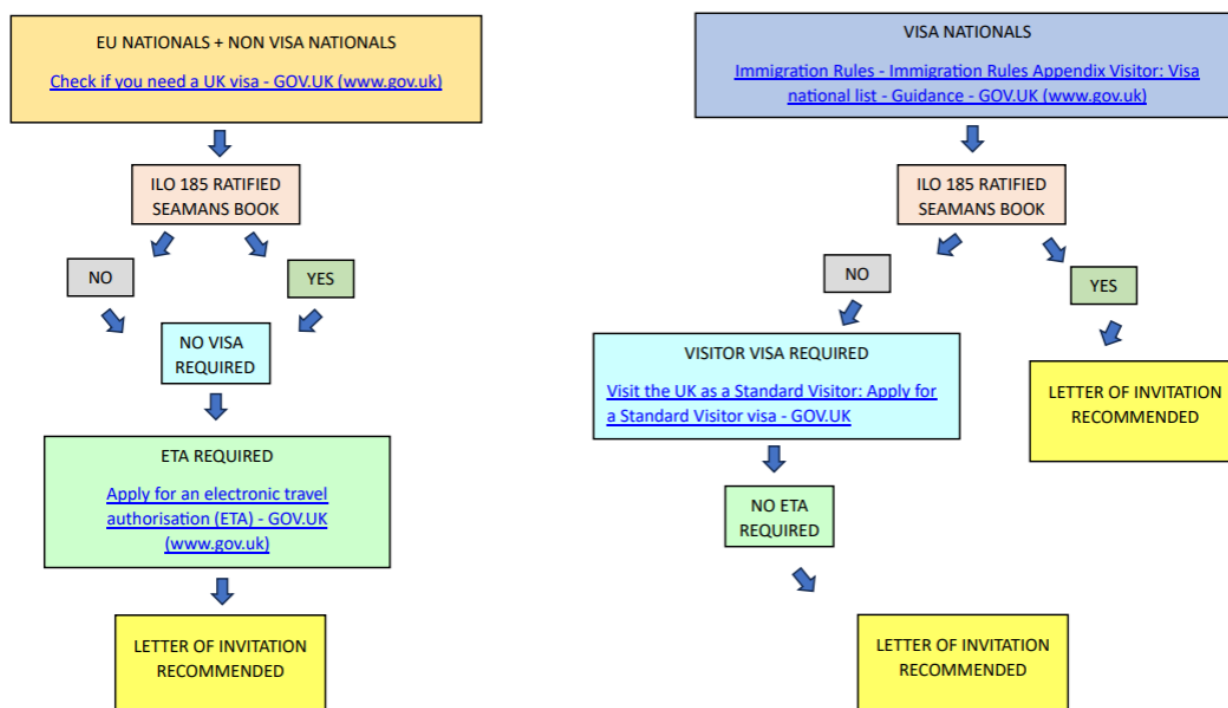 EU NATIONALS + NON VISA NATIONALS
Check if you need a UK visa - GOV.UK (www.gov.uk)
ILO 185 RATIFIED
SEAMANS BOOK
NO
YES
NO VISA
REQUIRED
ETA REQUIRED
Apply for an electronic travel
authorisation (ETA) - GOV.UK
(www.gov.uk)
LETTER OF INVITATION
RECOMMENDED
VISA NATIONALS
Immigration Rules - Immigration Rules Appendix Visitor: Visa
national list - Guidance - GOV.UK (www.gov.uk)
ILO 185 RATIFIED
SEAMANS BOOK
NO
YES
VISITOR VISA REQUIRED
Visit the UK as a Standard Visitor: Apply for
a Standard Visitor visa - GOV.UK
LETTER OF INVITATION
RECOMMENDED
NO ETA
REQUIRED
LETTER OF INVITATION
RECOMMENDED